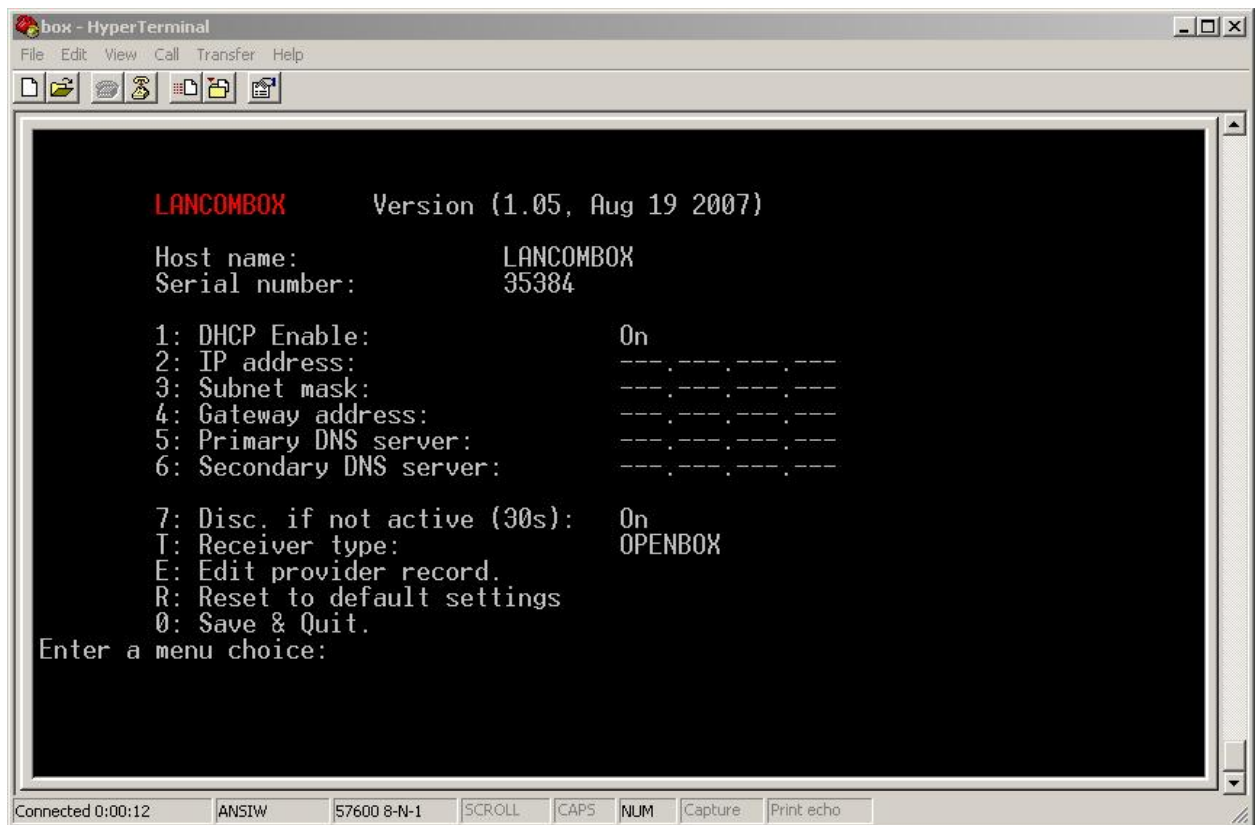 box - HyperTerminal
File Edit View Call Transfer Help
LANCOMBOX Version (1.05, Aug 19 2007)
Host name: LANCOMBOX
Serial number: 35384
1: DHCP Enable: On
2: IP address: ---.---.---.---
3: Subnet mask: ---.---.---.---
4: Gateway address: ---.---.---.---
5: Primary DNS server: ---.---.---.---
6: Secondary DNS server: ---.---.---.---
7: Disc. if not active (30s): On
T: Receiver type: OPENBOX
E: Edit provider record.
R: Reset to default settings
0: Save & Quit.
Enter a menu choice:
Connected 0:00:12 ANSIW 57600 8-N-1 SCROLL CAPS NUM Capture Print echo